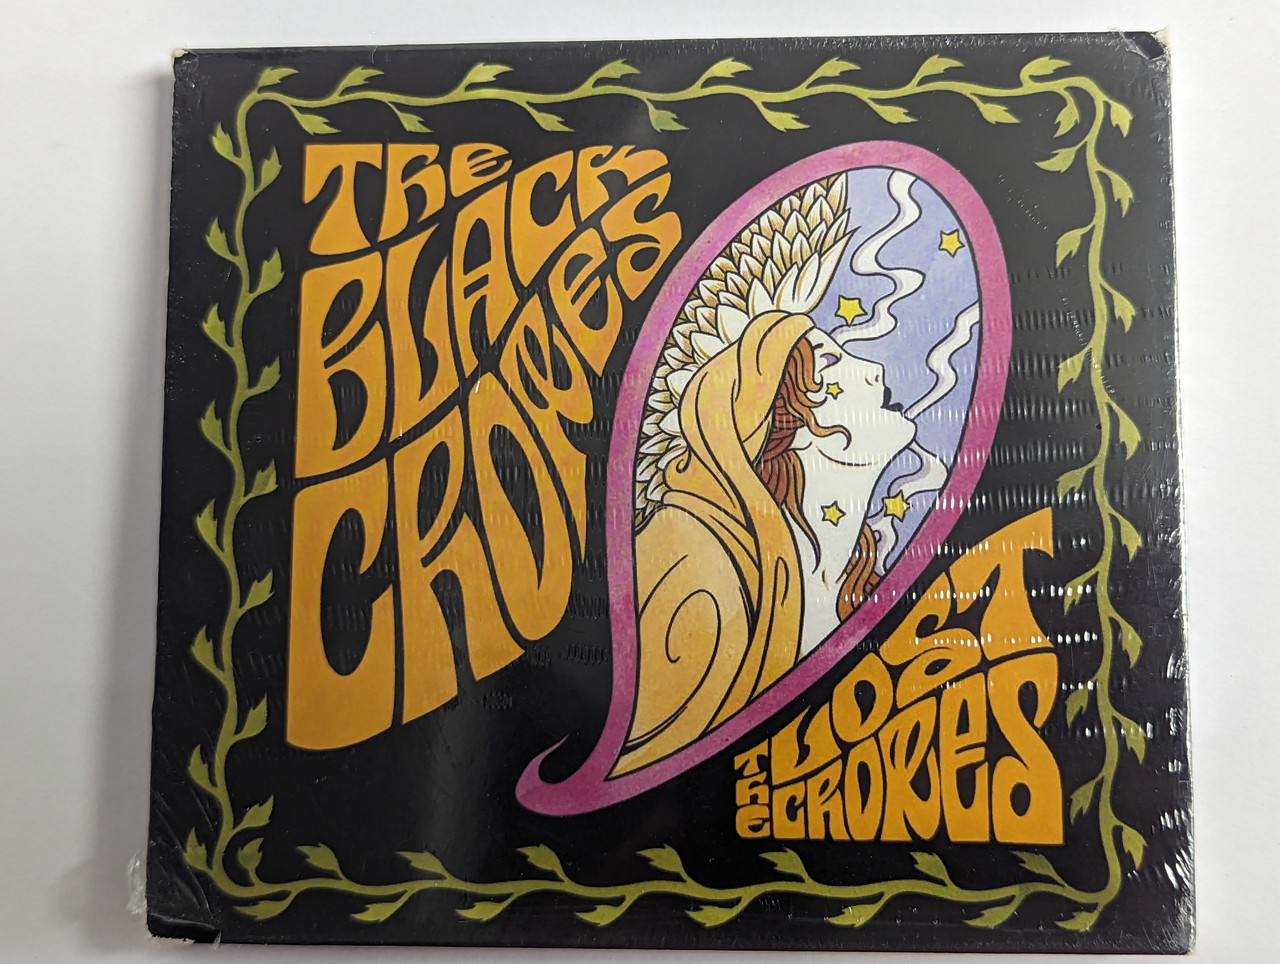 The
BLACK
CROWES
THE LOST
CROWES